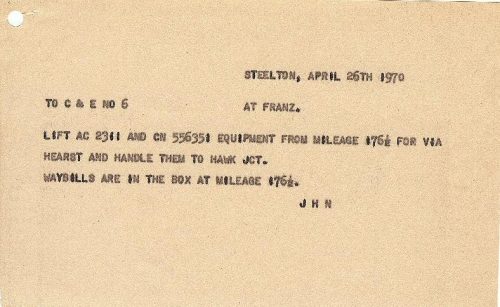 STEELTON, APRIL 26TH 1970
TO C & E NO 6 AT FRANZ.
LIFT AC 2311 AND CN 556351 EQUIPMENT FROM MILEAGE 176½ FOR VIA
HEARST AND HANDLE THEM TO HAWK JCT.
WAYBILLS ARE IN THE BOX AT MILEAGE 176½.
J H N